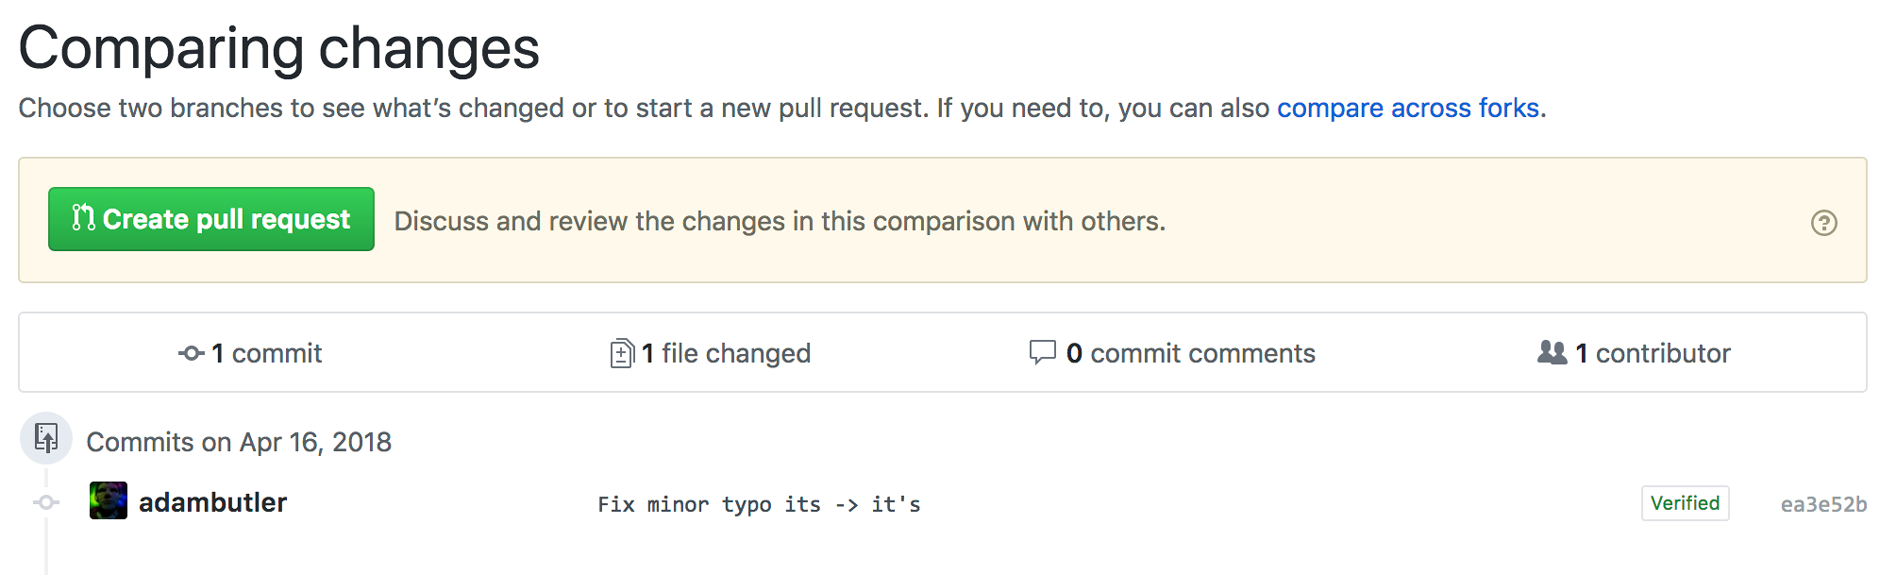 Comparing changes
Choose two branches to see what’s changed or to start a new pull request. If you need to, you can also compare across forks.
Create pull request Discuss and review the changes in this comparison with others. ?
1 commit 1 file changed 0 commit comments 1 contributor
Commits on Apr 16, 2018
adambutler Fix minor typo its -> it's Verified ea3e52b